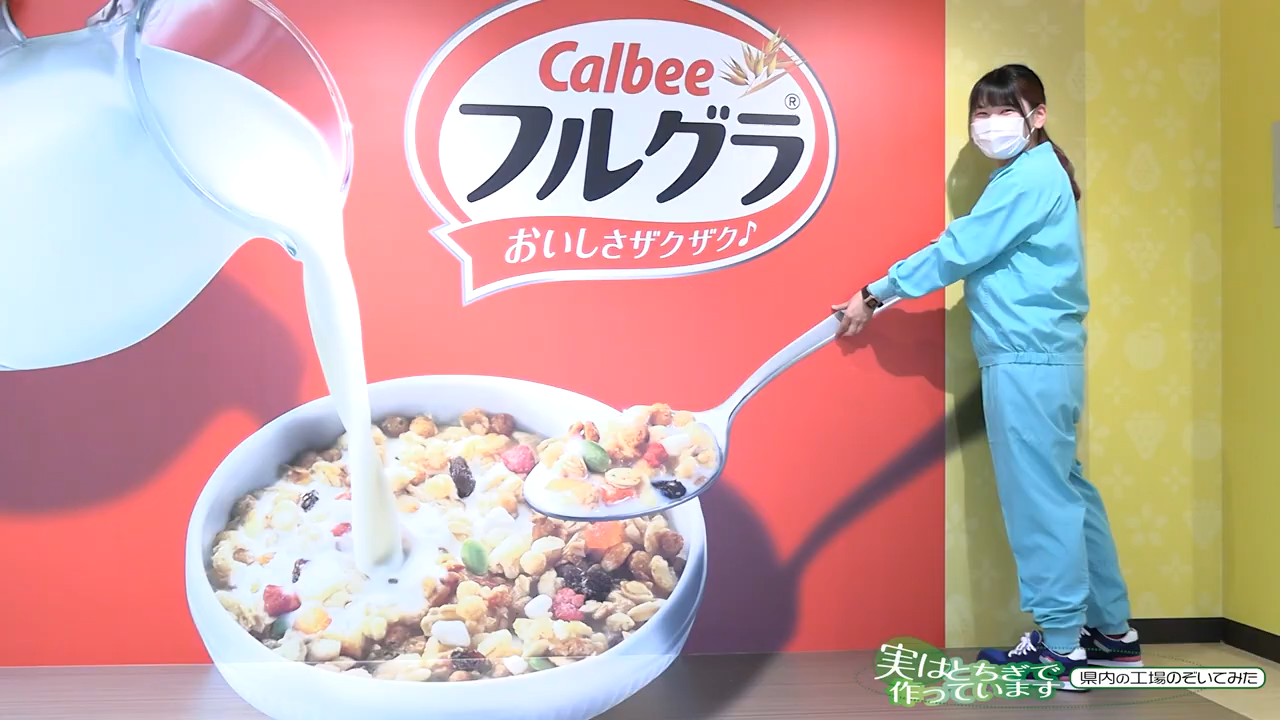 Calbee
フルグラ®
おいしさザクザク♪
実はとちぎで
作っています
県内の工場のぞいてみた